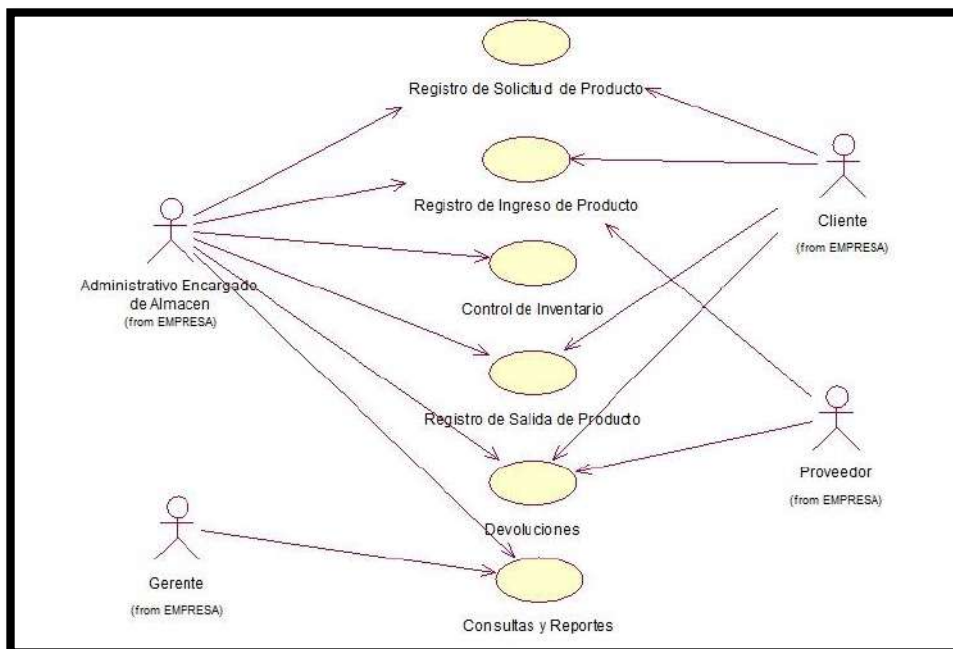 Registro de Solicitud de Producto
Registro de Ingreso de Producto
Cliente
(from EMPRESA)
Administrativo Encargado
de Almacen
(from EMPRESA)
Control de Inventario
Registro de Salida de Producto
Proveedor
(from EMPRESA)
Devoluciones
Gerente
(from EMPRESA)
Consultas y Reportes